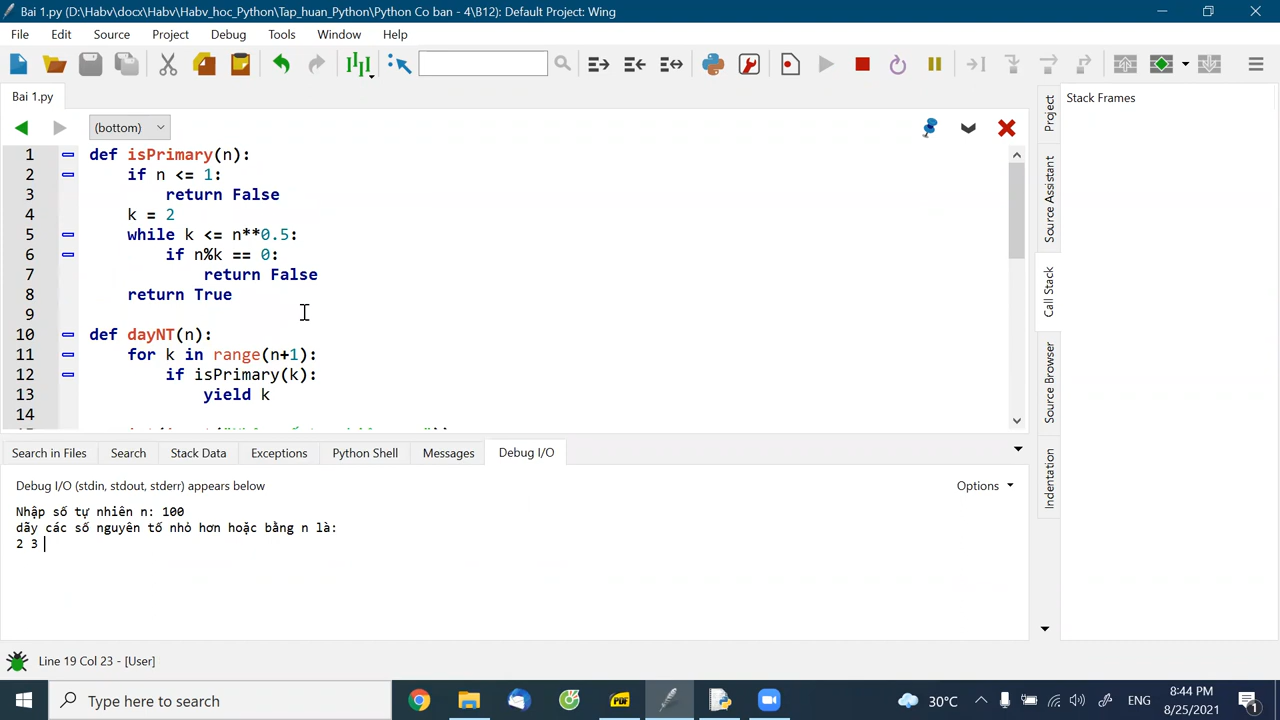 Bai 1.py (D:\Habv\docx\Habv\Habv_hoc_Python\Tap_huan_Python\Python Co ban - 4\B12): Default Project: Wing
File Edit Source Project Debug Tools Window Help
Bai 1.py
(bottom)
1 def isPrimary(n):
2     if n <= 1:
3         return False
4     k = 2
5     while k <= n**0.5:
6         if n%k == 0:
7             return False
8     return True
9
10 def dayNT(n):
11     for k in range(n+1):
12         if isPrimary(k):
13             yield k
14
Stack Frames
Project
Source Assistant
Call Stack
Source Browser
Indentation
Search in Files Search Stack Data Exceptions Python Shell Messages Debug I/O
Debug I/O (stdin, stdout, stderr) appears below
Options
Nhập số tự nhiên n: 100
dãy các số nguyên tố nhỏ hơn hoặc bằng n là:
2 3
Line 19 Col 23 - [User]
Type here to search
PDF
30°C
ENG
8:44 PM
8/25/2021
1